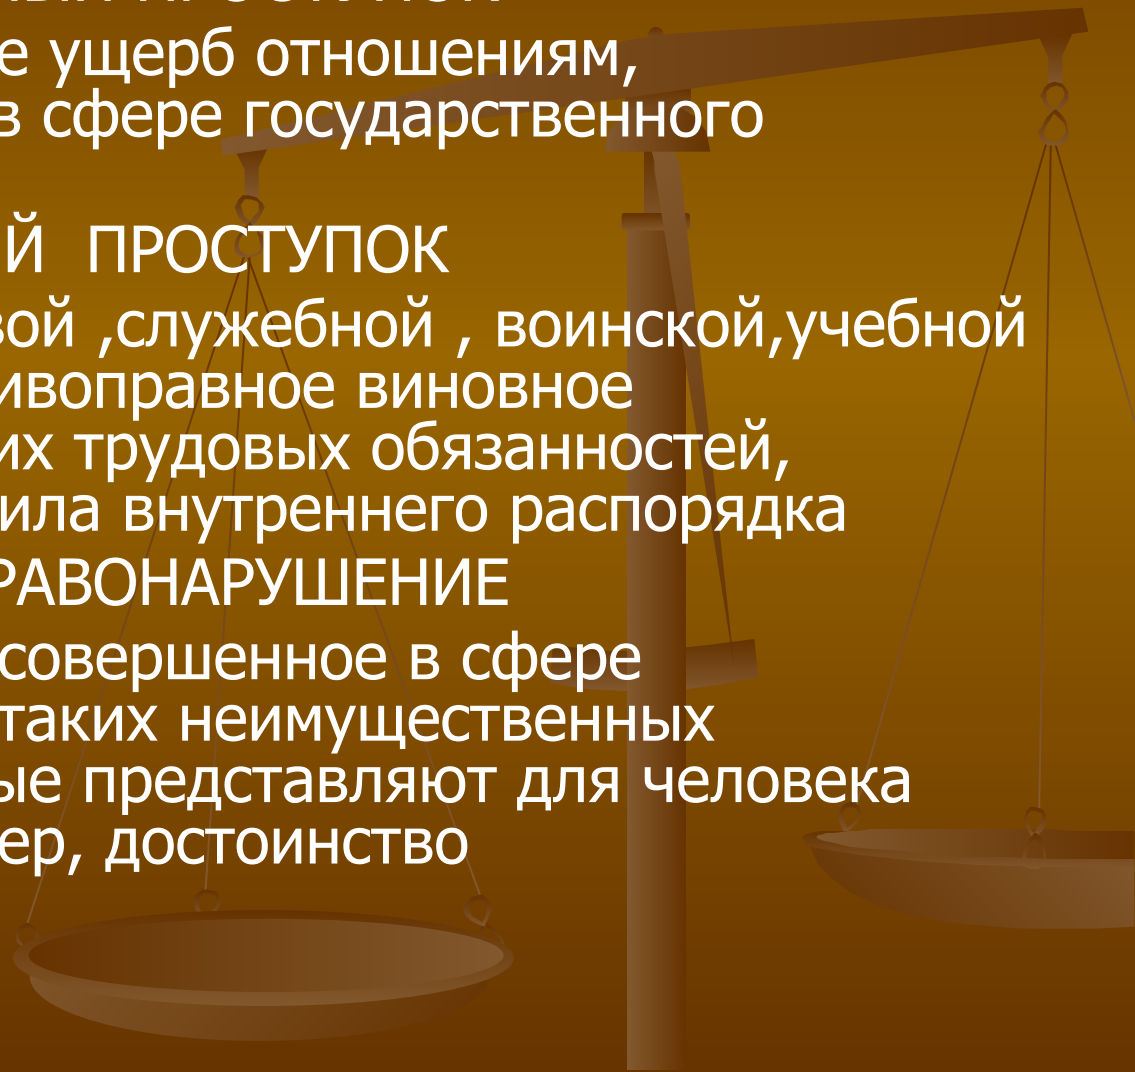 е ущерб отношениям,
в сфере государственного
Й ПРОСТУПОК
вой ,служебной , воинской,учебной
ивоправное виновное
их трудовых обязанностей,
ила внутреннего распорядка
РАВОНАРУШЕНИЕ
совершенное в сфере
таких неимущественных
ые представляют для человека
ер, достоинство